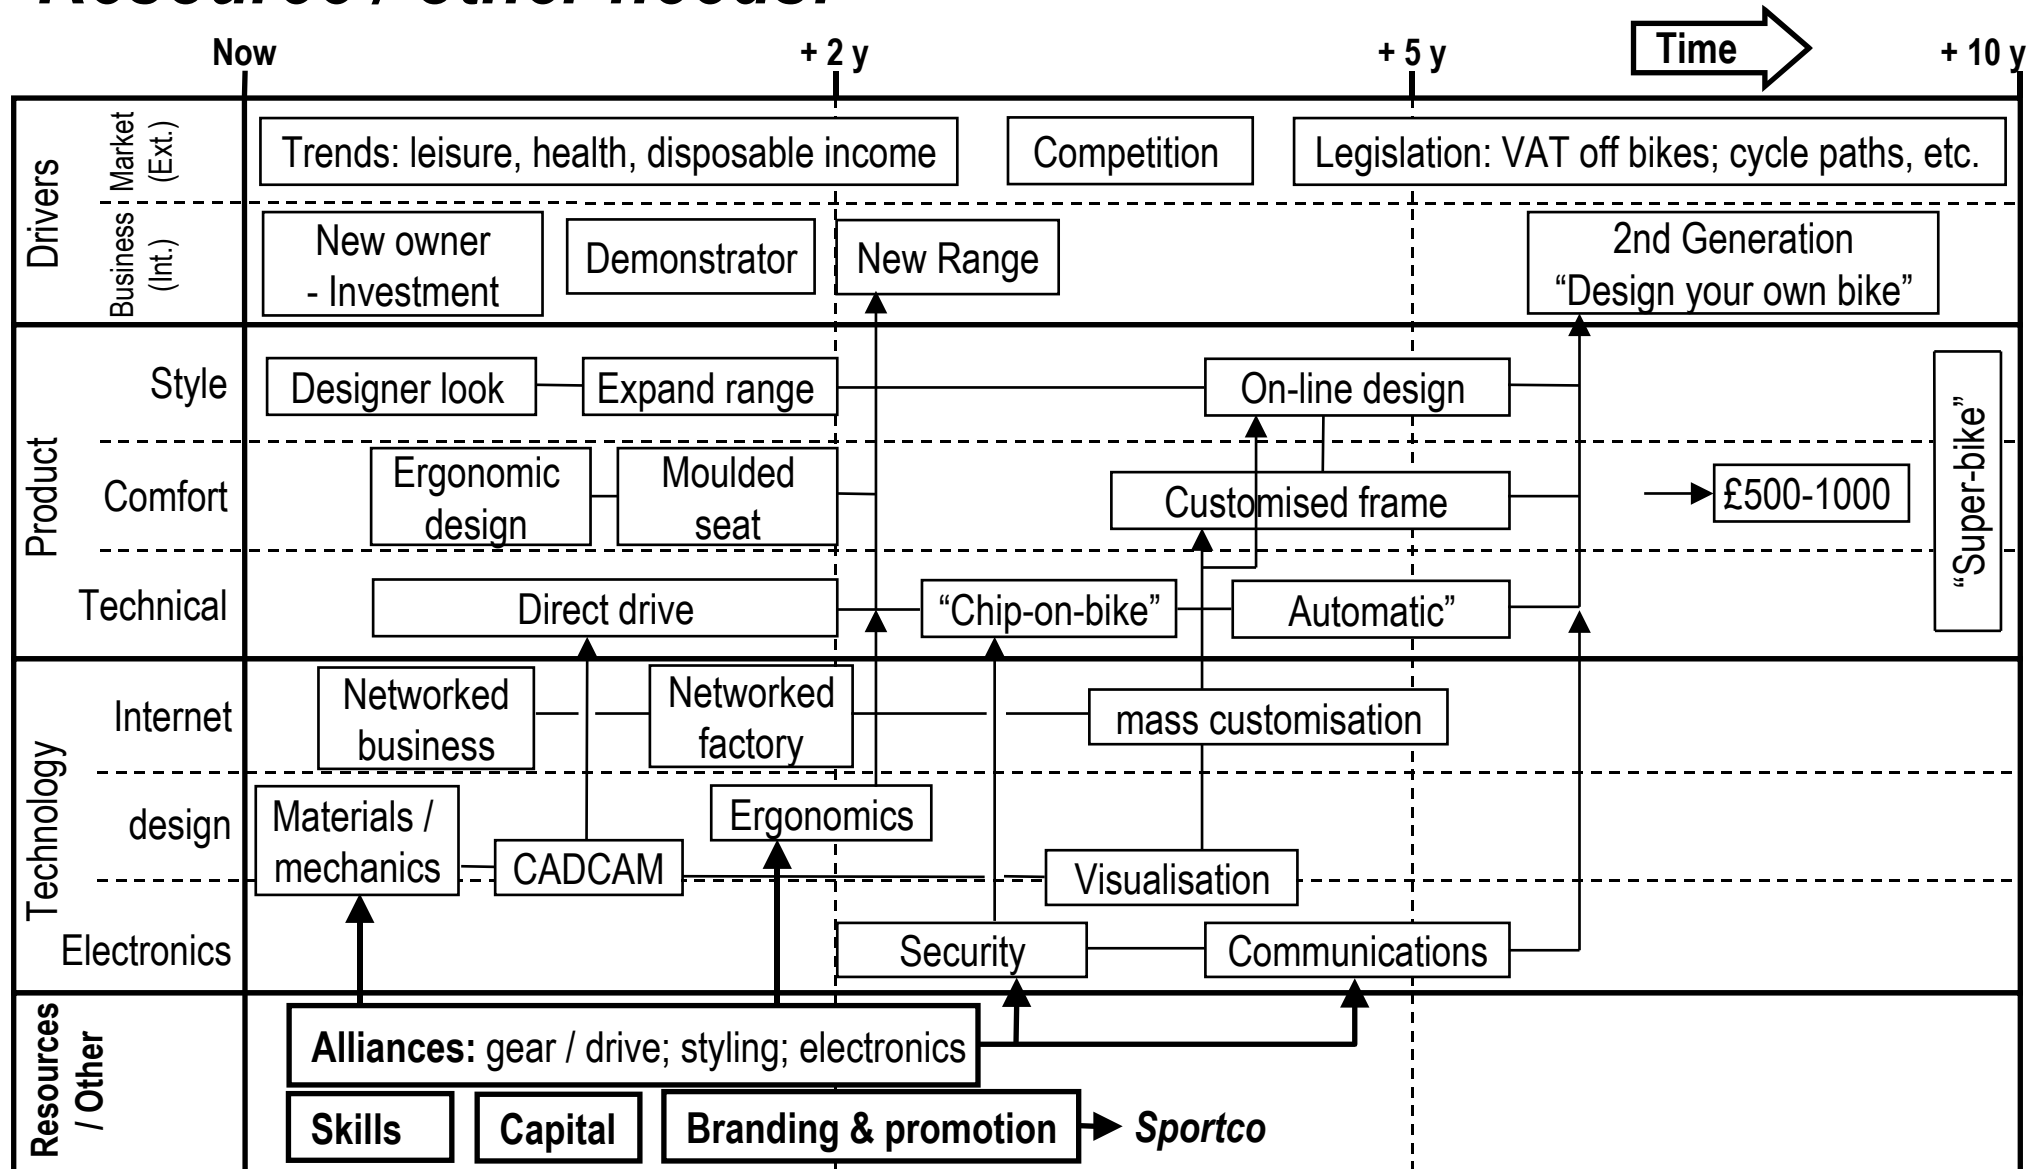 Resource / other needs:
Now
+ 2 y
+ 5 y
Time
+ 10 y
Drivers
Market
(Ext.)
Trends: leisure, health, disposable income
Competition
Legislation: VAT off bikes; cycle paths, etc.
Business
(Int.)
New owner
- Investment
Demonstrator
New Range
2nd Generation
“Design your own bike”
Product
Style
Designer look
Expand range
On-line design
“Super-bike”
Comfort
Ergonomic
design
Moulded
seat
Customised frame
£500-1000
Technical
Direct drive
“Chip-on-bike”
Automatic”
Technology
Internet
Networked
business
Networked
factory
mass customisation
design
Materials /
mechanics
CADCAM
Ergonomics
Visualisation
Electronics
Security
Communications
Resources
/ Other
Alliances: gear / drive; styling; electronics
Skills
Capital
Branding & promotion
Sportco